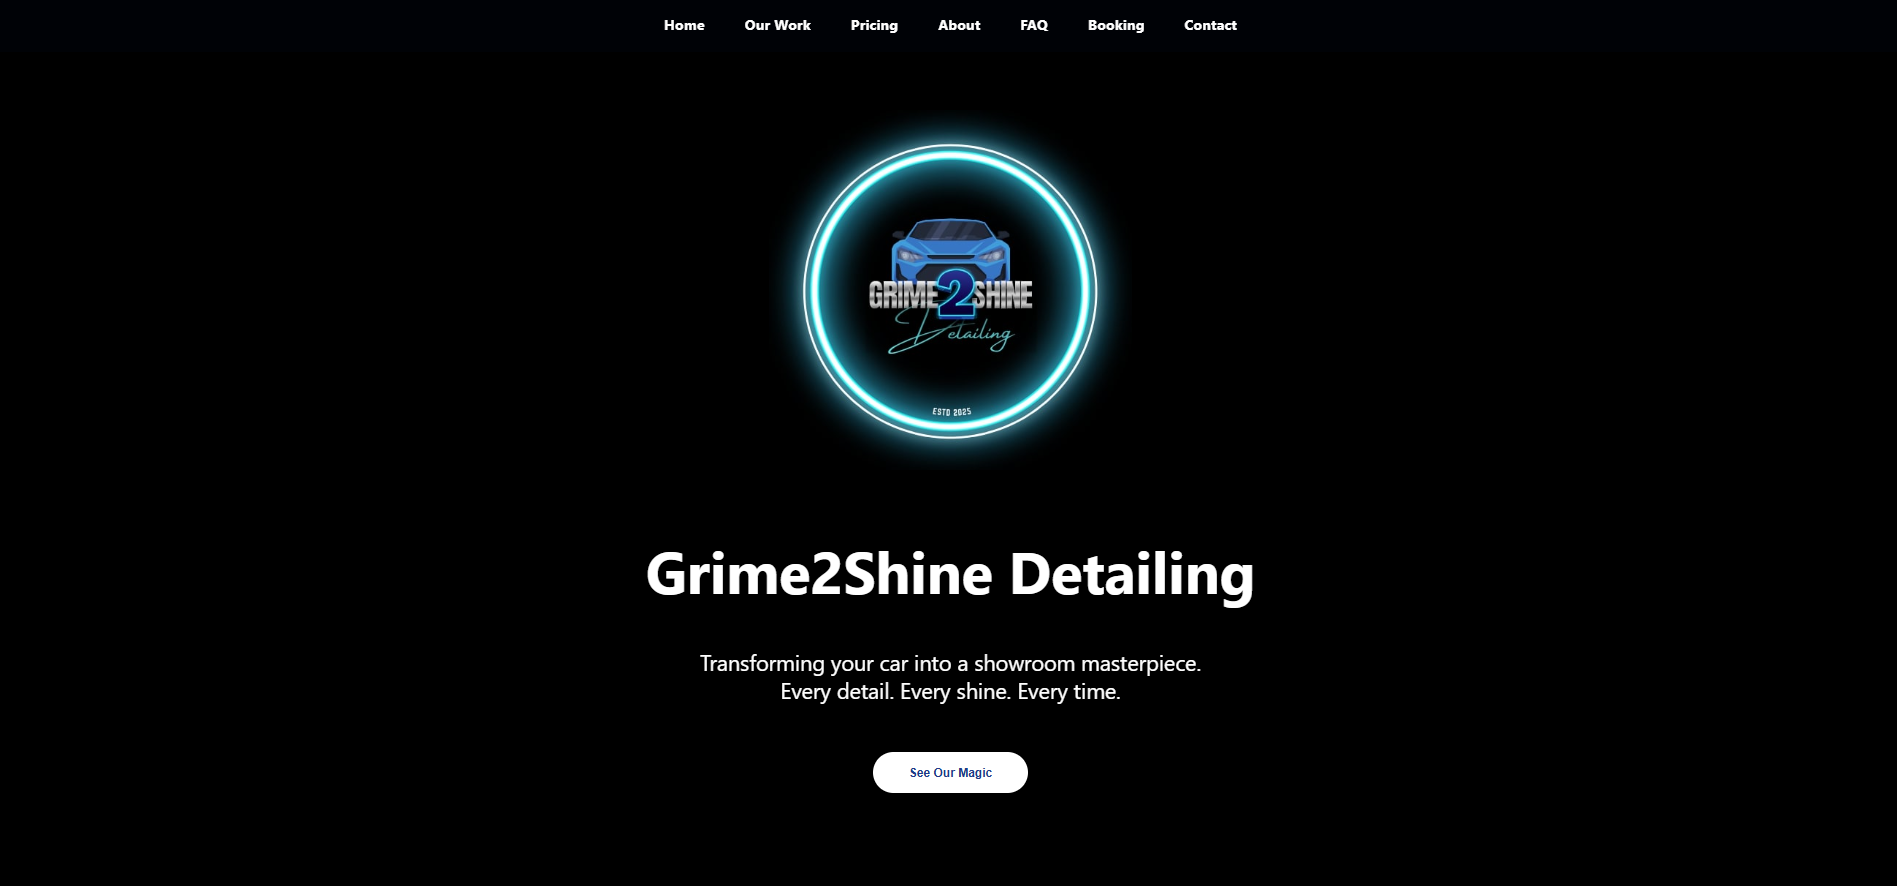 Home Our Work Pricing About FAQ Booking Contact
GRIME 2 SHINE
Detailing
ESTD 2025
Grime2Shine Detailing
Transforming your car into a showroom masterpiece.
Every detail. Every shine. Every time.
See Our Magic